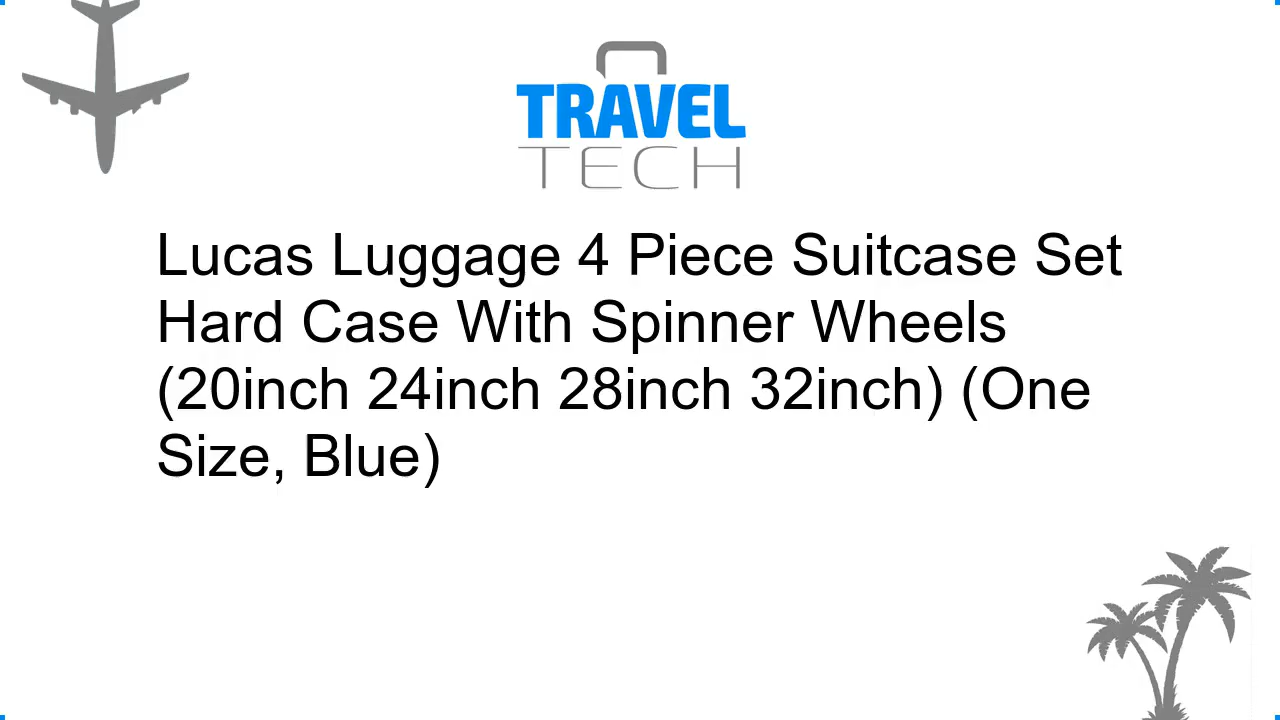 TRAVEL
TECH
Lucas Luggage 4 Piece Suitcase Set
Hard Case With Spinner Wheels
(20inch 24inch 28inch 32inch) (One
Size, Blue)